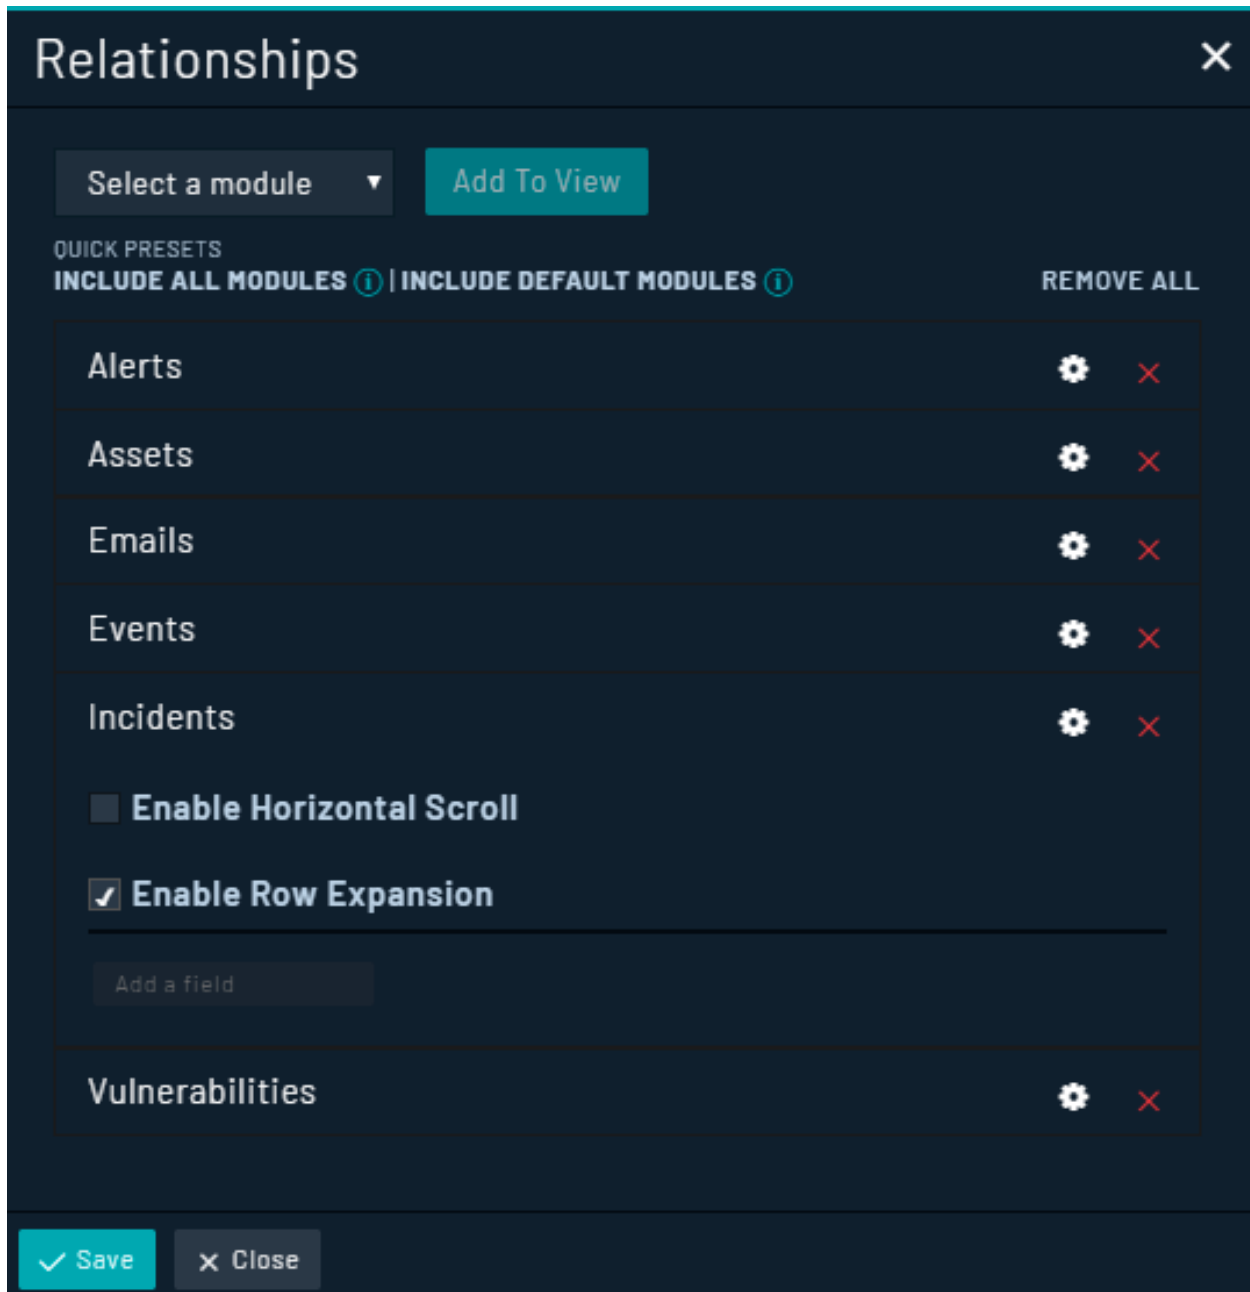 Relationships
Select a module
Add To View
QUICK PRESETS
INCLUDE ALL MODULES | INCLUDE DEFAULT MODULES
REMOVE ALL
Alerts
Assets
Emails
Events
Incidents
Enable Horizontal Scroll
Enable Row Expansion
Add a field
Vulnerabilities
Save
Close